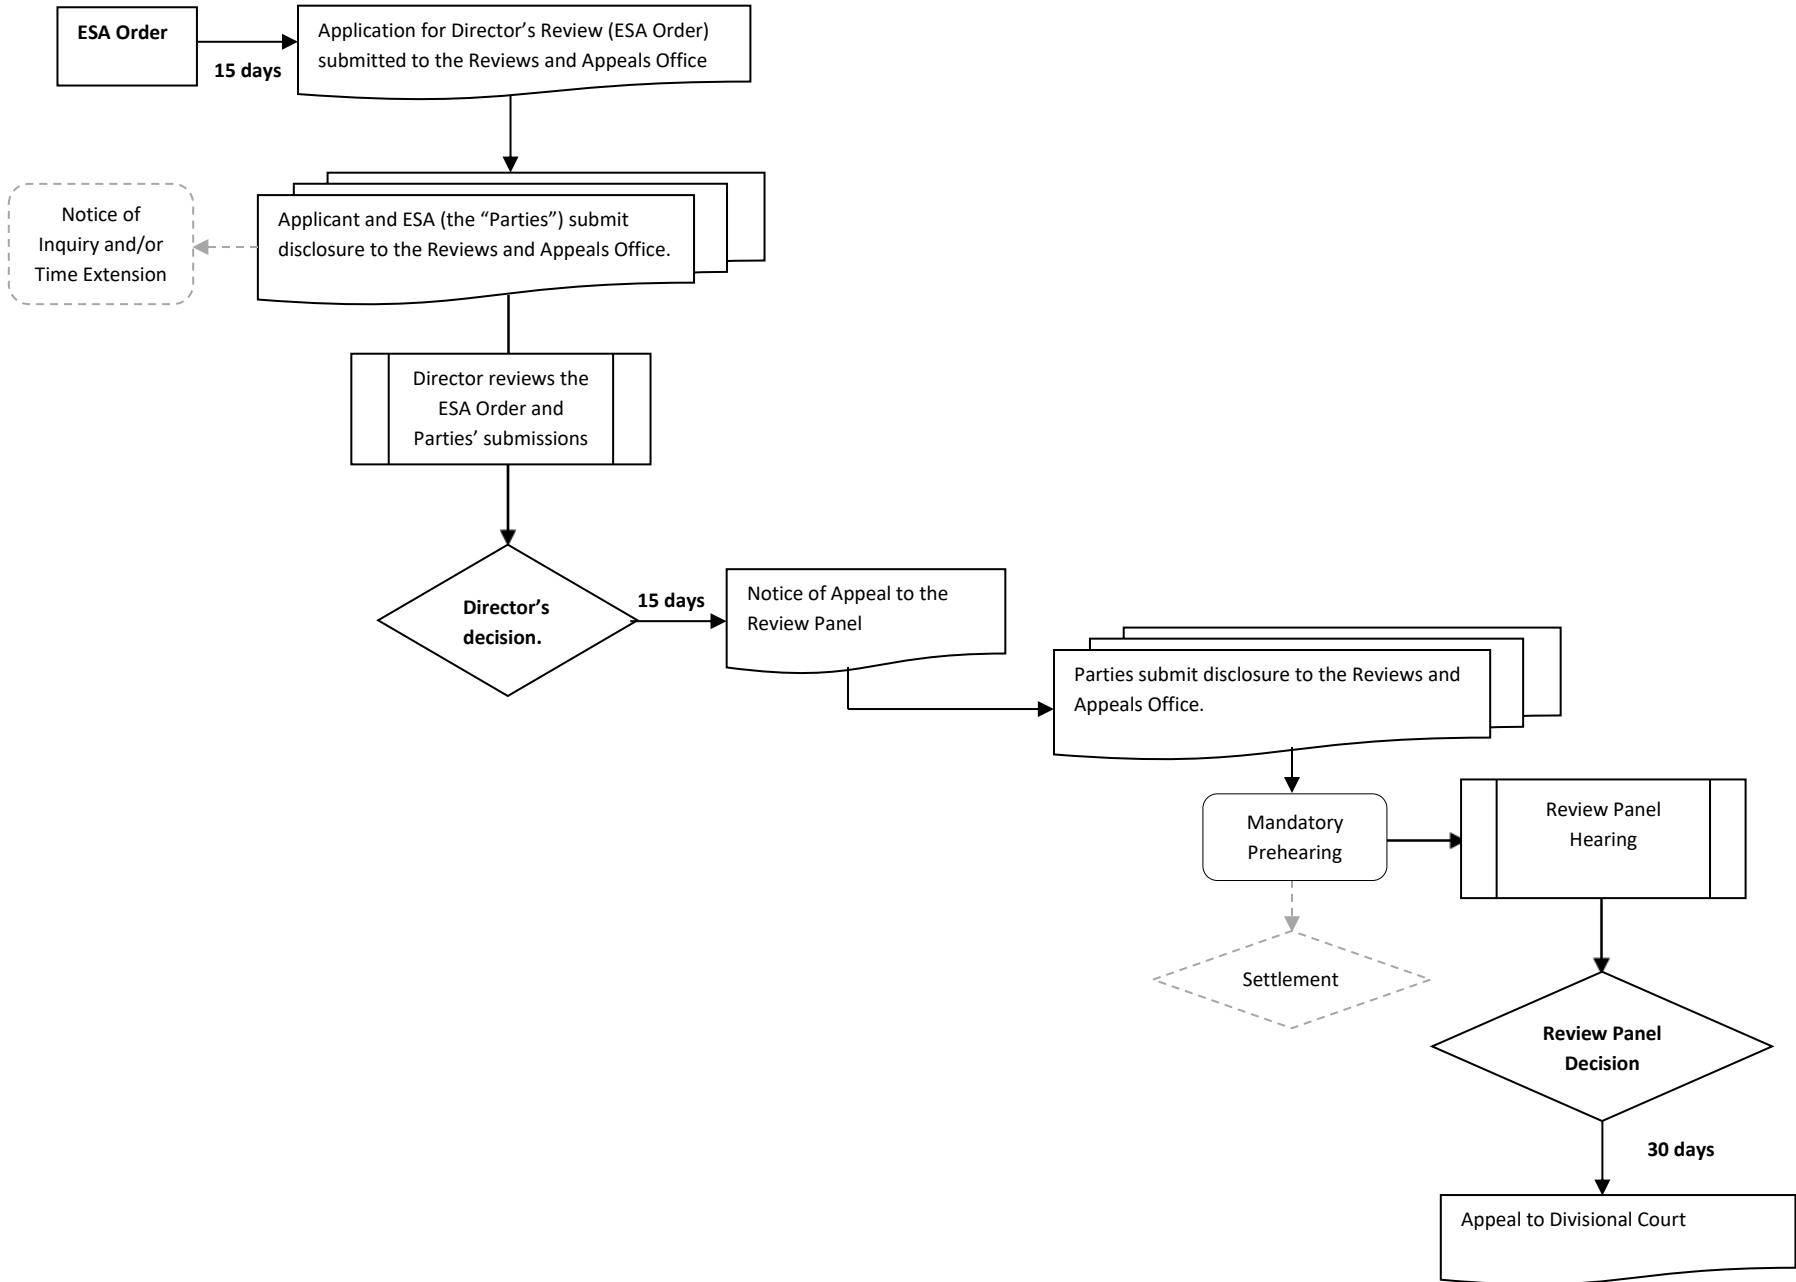 ESA Order
15 days
Application for Director’s Review (ESA Order)
submitted to the Reviews and Appeals Office
Notice of
Inquiry and/or
Time Extension
Applicant and ESA (the “Parties”) submit
disclosure to the Reviews and Appeals Office.
Director reviews the
ESA Order and
Parties’ submissions
Director’s
decision.
15 days
Notice of Appeal to the
Review Panel
Parties submit disclosure to the Reviews and
Appeals Office.
Mandatory
Prehearing
Review Panel
Hearing
Settlement
Review Panel
Decision
30 days
Appeal to Divisional Court